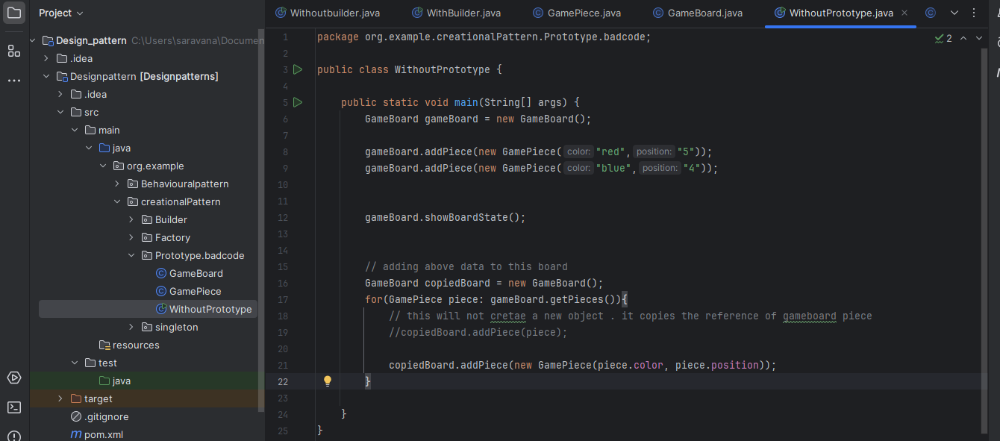 Project
Withoutbuilder.java WithBuilder.java GamePiece.java GameBoard.java WithoutPrototype.java
Design_pattern C:\Users\saravana\Documen
.idea
Designpattern [Designpatterns]
.idea
src
main
java
org.example
Behaviouralpattern
creationalPattern
Builder
Factory
Prototype.badcode
GameBoard
GamePiece
WithoutPrototype
singleton
resources
test
java
target
.gitignore
pom.xml
2
1 package org.example.creationalPattern.Prototype.badcode;
2
3 public class WithoutPrototype {
4
5 public static void main(String[] args) {
6 GameBoard gameBoard = new GameBoard();
7
8 gameBoard.addPiece(new GamePiece( color: "red", position: "5"));
9 gameBoard.addPiece(new GamePiece( color: "blue", position: "4"));
10
11
12 gameBoard.showBoardState();
13
14
15 // adding above data to this board
16 GameBoard copiedBoard = new GameBoard();
17 for(GamePiece piece: gameBoard.getPieces()){
18 // this will not cretae a new object . it copies the reference of gameboard piece
19 //copiedBoard.addPiece(piece);
20
21 copiedBoard.addPiece(new GamePiece(piece.color, piece.position));
22 }
23
24 }
25 }